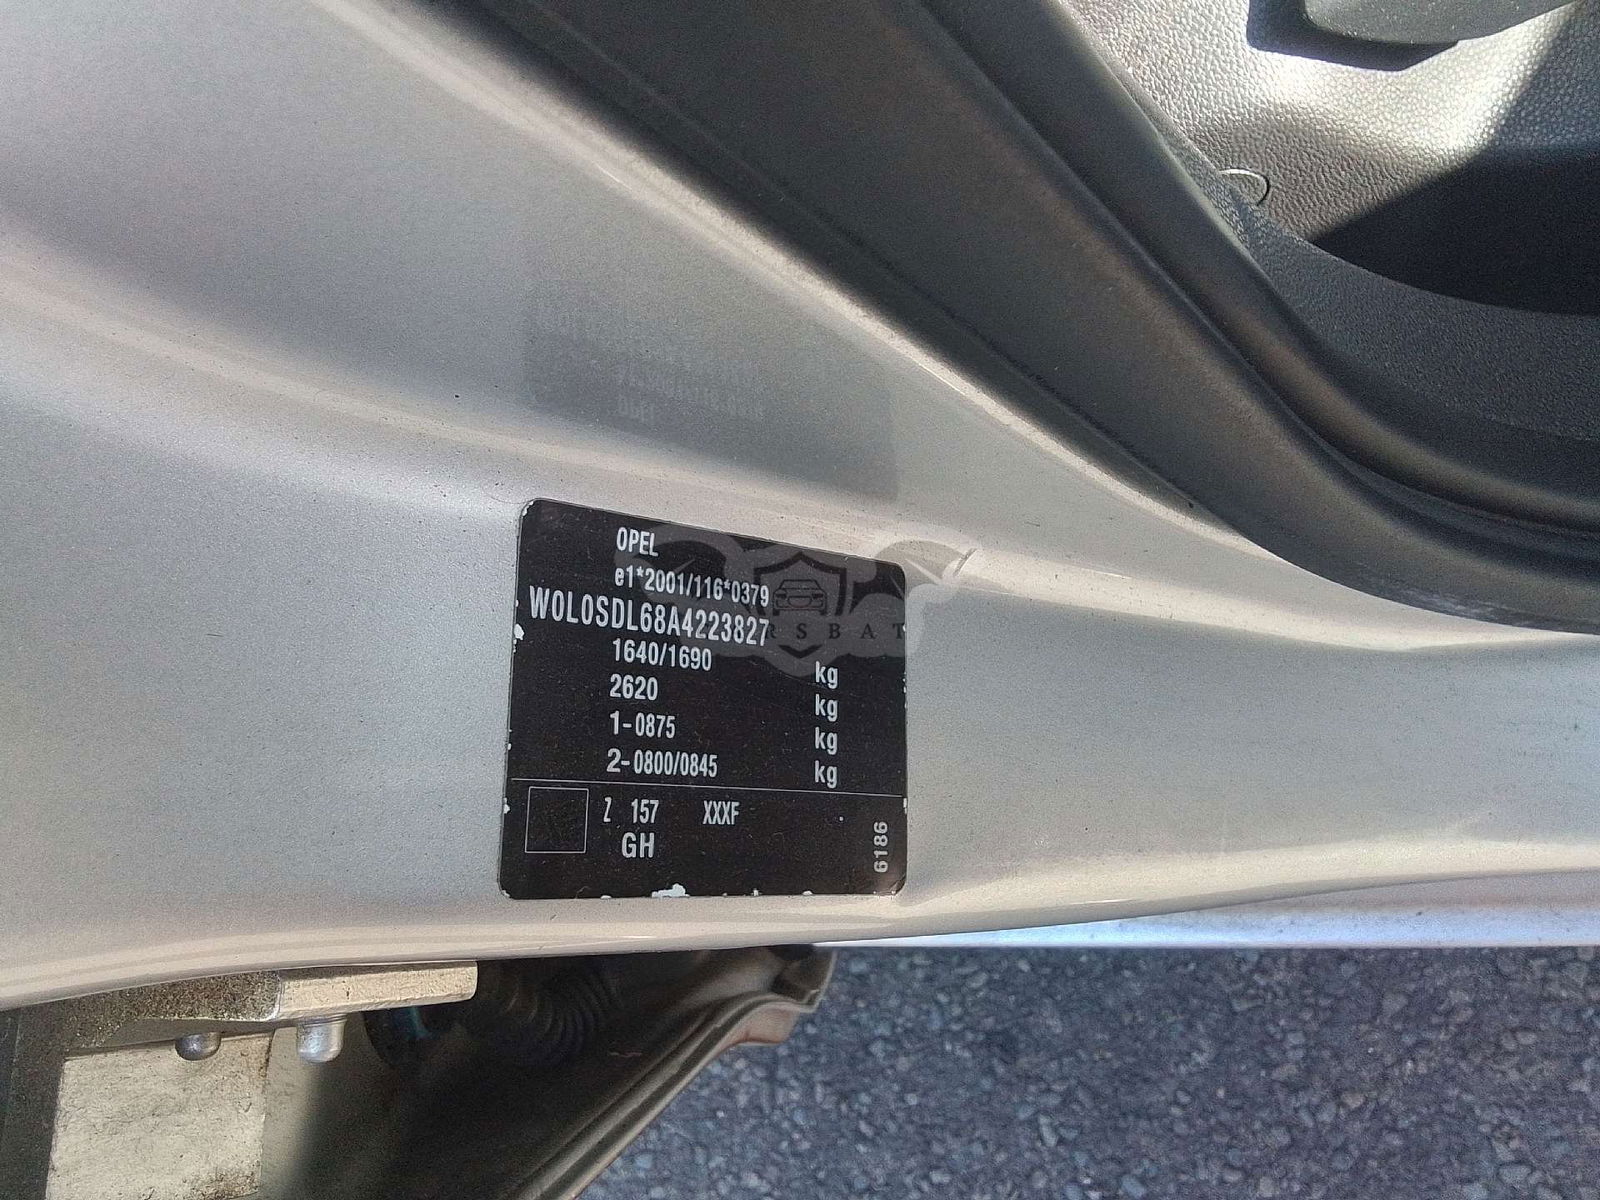 OPEL
e1*2001/116*0379
W0L0SDL68A4223827
1640/1690 kg
2620 kg
1-0875 kg
2-0800/0845 kg
Z 157 XXXF
GH
6186
RSBAT